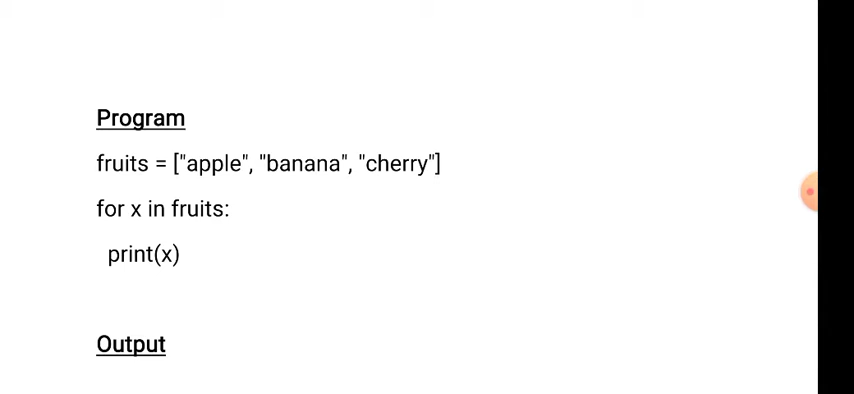 Program
fruits = ["apple", "banana", "cherry"]
for x in fruits:
  print(x)
Output